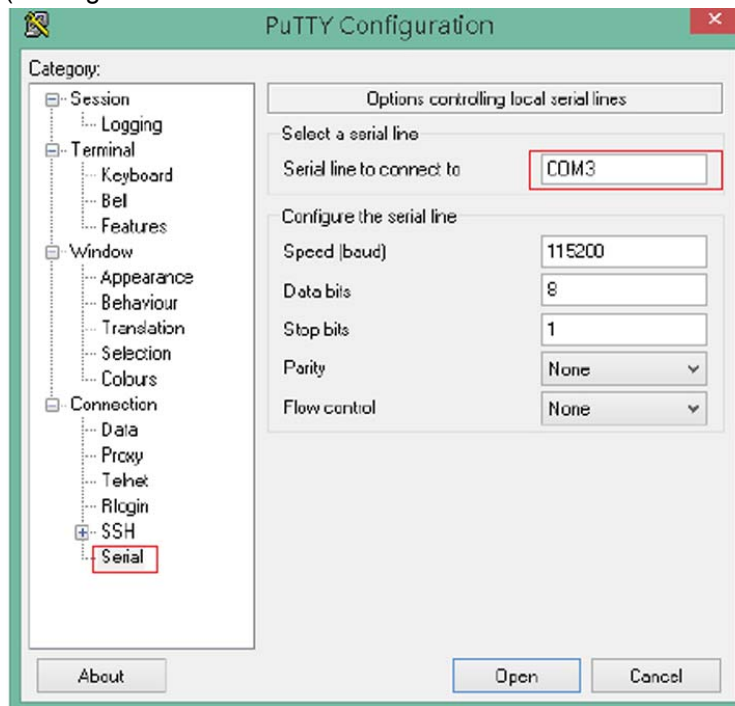 PuTTY Configuration
Category:
Session
Logging
Terminal
Keyboard
Bell
Features
Window
Appearance
Behaviour
Translation
Selection
Colours
Connection
Data
Proxy
Telnet
Rlogin
SSH
Serial
Options controlling local serial lines
Select a serial line
Serial line to connect to COM3
Configure the serial line
Speed (baud) 115200
Data bits 8
Stop bits 1
Parity None
Flow control None
About Open Cancel